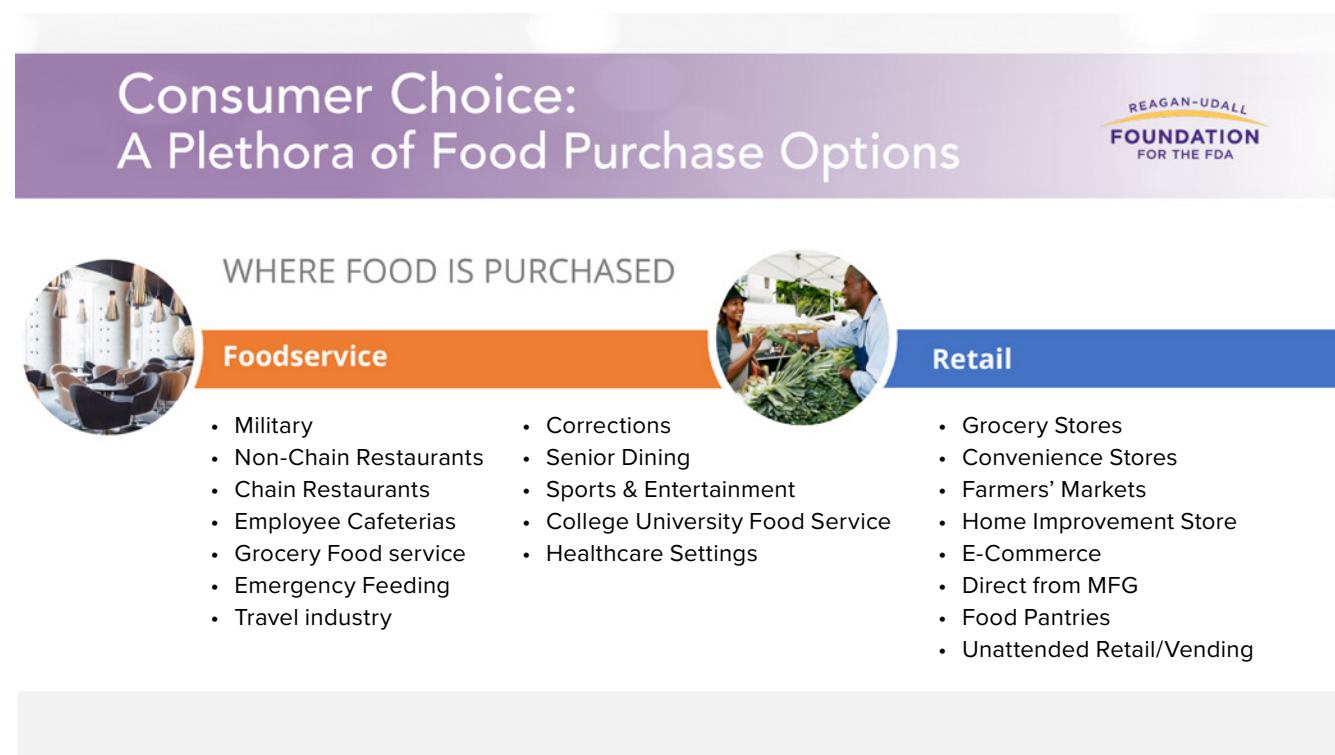 Consumer Choice:
A Plethora of Food Purchase Options
REAGAN-UDALL
FOUNDATION
FOR THE FDA
WHERE FOOD IS PURCHASED
Foodservice
• Military
• Non-Chain Restaurants
• Chain Restaurants
• Employee Cafeterias
• Grocery Food service
• Emergency Feeding
• Travel industry
• Corrections
• Senior Dining
• Sports & Entertainment
• College University Food Service
• Healthcare Settings
Retail
• Grocery Stores
• Convenience Stores
• Farmers’ Markets
• Home Improvement Store
• E-Commerce
• Direct from MFG
• Food Pantries
• Unattended Retail/Vending